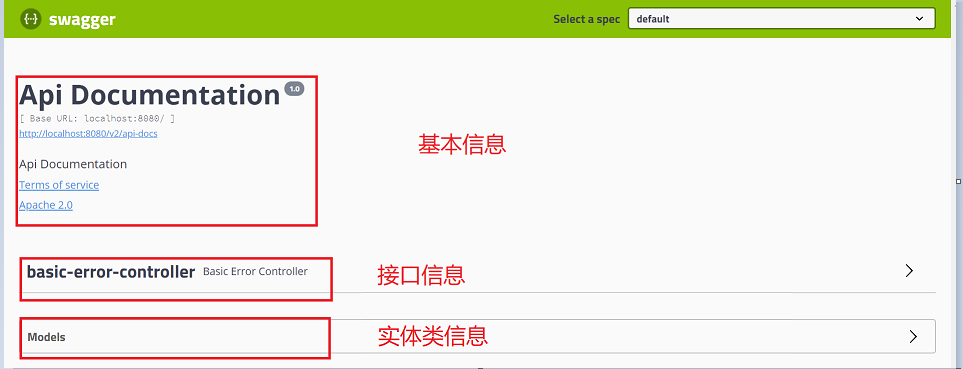 swagger
Select a spec
default
Api Documentation 1.0
[ Base URL: localhost:8080/ ]
http://localhost:8080/v2/api-docs
基本信息
Api Documentation
Terms of service
Apache 2.0
basic-error-controller Basic Error Controller
接口信息
Models
实体类信息